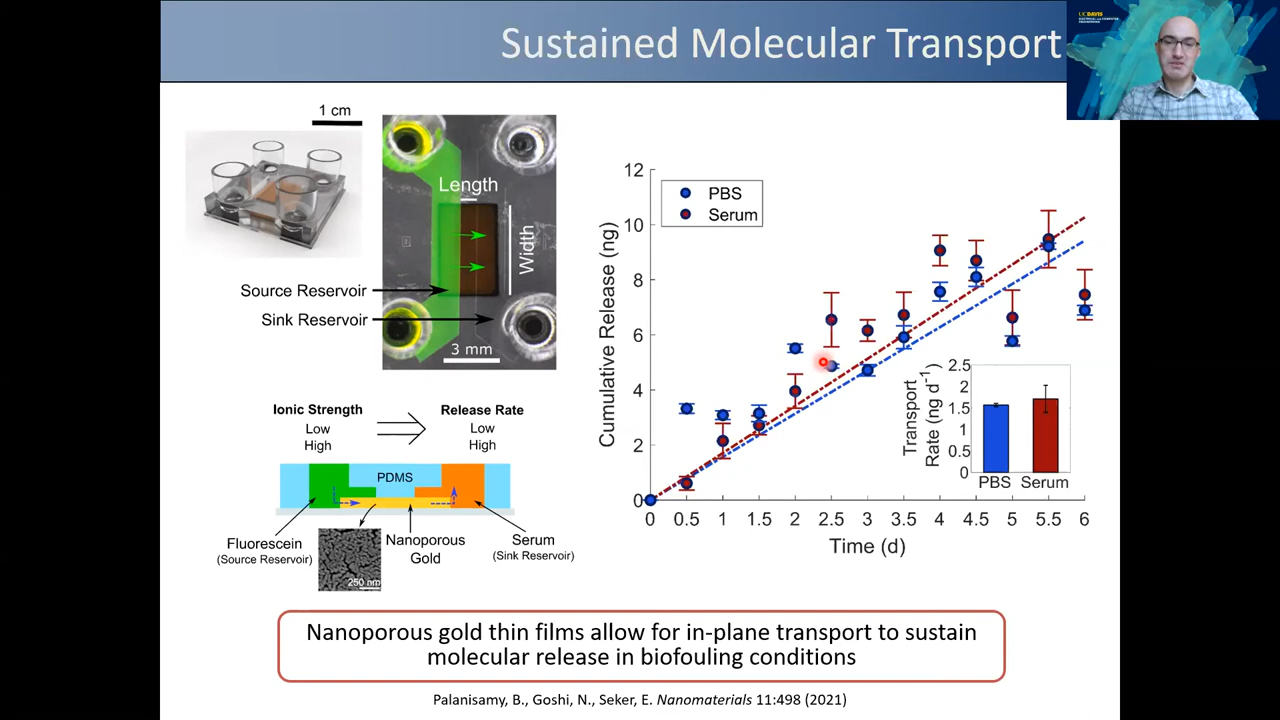 Sustained Molecular Transport
UCDAVIS
ELECTRICAL AND COMPUTER
ENGINEERING
1 cm
Length
Width
Source Reservoir
Sink Reservoir
3 mm
Ionic Strength
Release Rate
Low
Low
High
High
PDMS
Fluorescein
(Source Reservoir)
Nanoporous
Gold
Serum
(Sink Reservoir)
250 nm
PBS
Serum
Cumulative Release (ng)
12
10
8
6
4
2
0
0 0.5 1 1.5 2 2.5 3 3.5 4 4.5 5 5.5 6
Time (d)
Transport
Rate (ng d⁻¹)
2.5
2
1.5
1
0.5
0
PBS Serum
Nanoporous gold thin films allow for in-plane transport to sustain
molecular release in biofouling conditions
Palanisamy, B., Goshi, N., Seker, E. Nanomaterials 11:498 (2021)